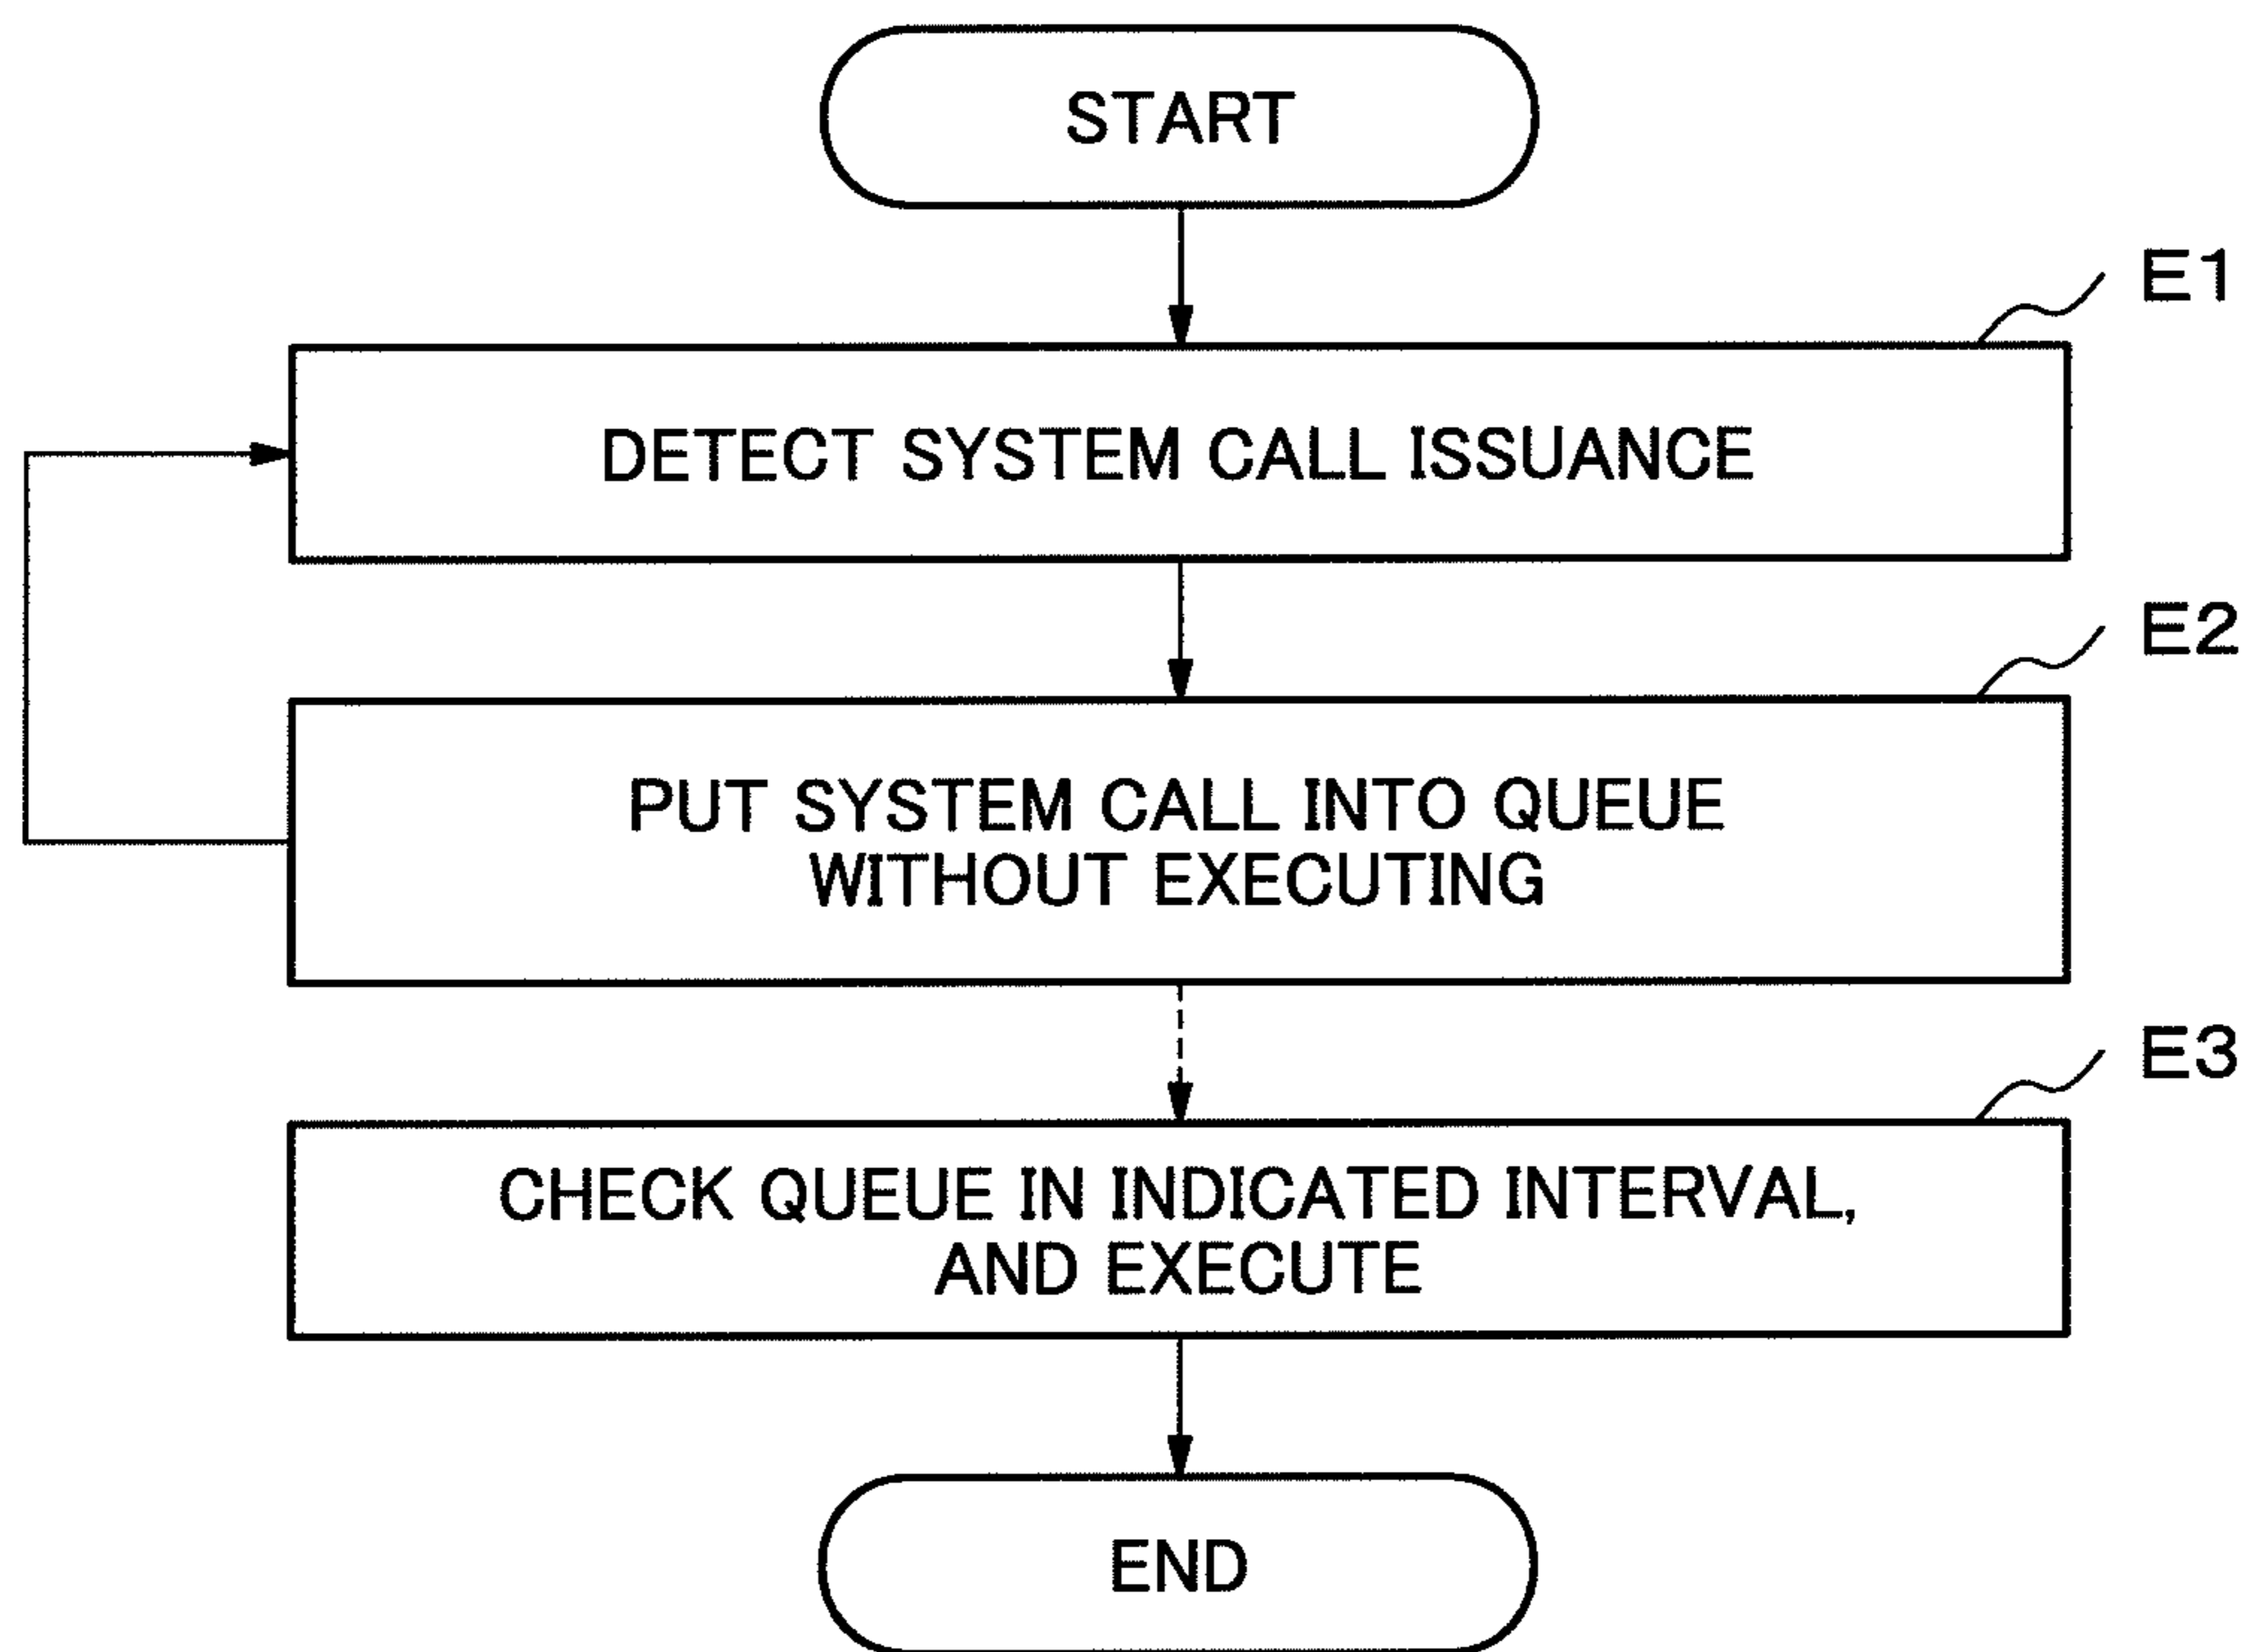 START
E1
DETECT SYSTEM CALL ISSUANCE
E2
PUT SYSTEM CALL INTO QUEUE
WITHOUT EXECUTING
E3
CHECK QUEUE IN INDICATED INTERVAL,
AND EXECUTE
END